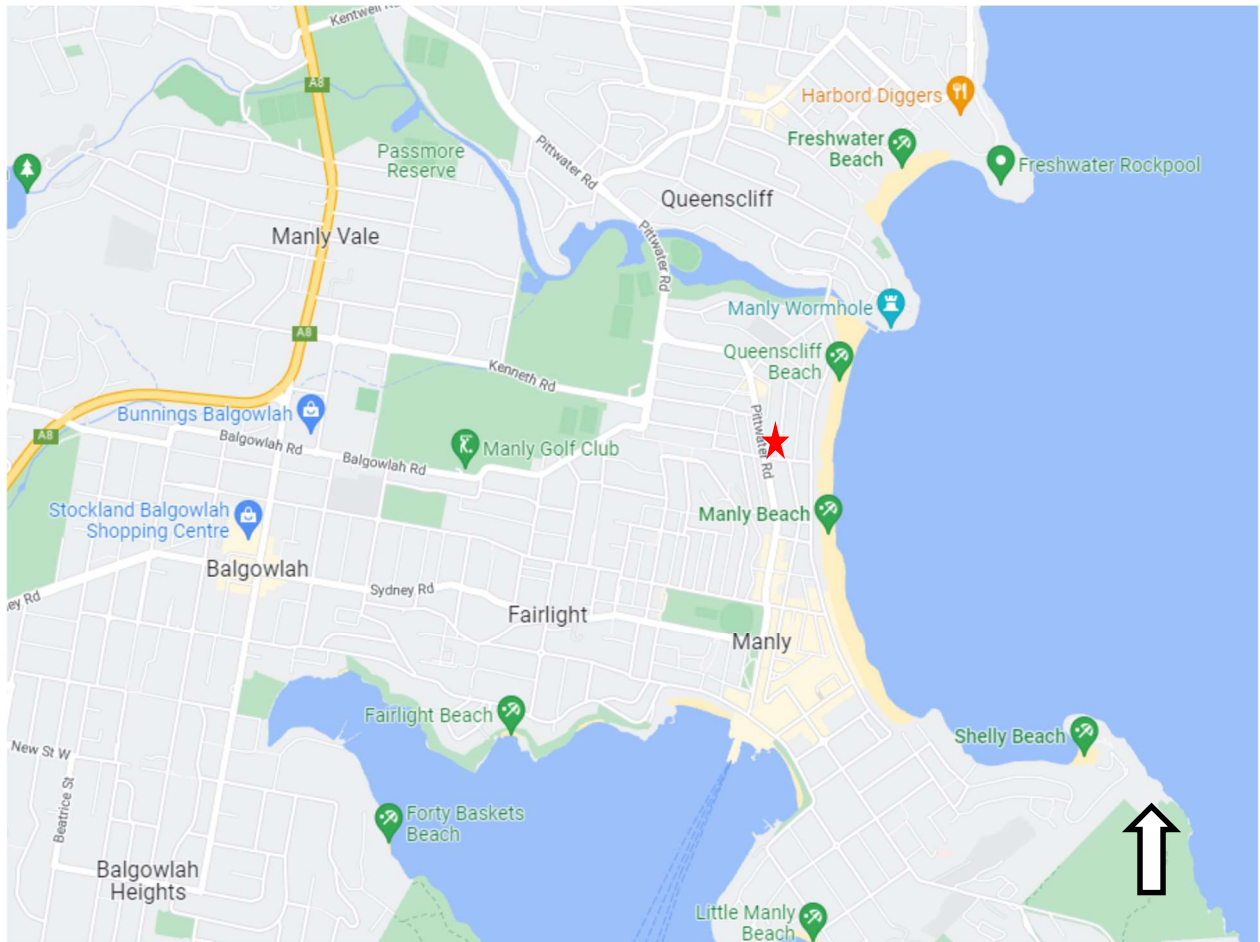 Kentwell Rd
A8
Harbord Diggers
Freshwater
Beach
Passmore
Reserve
Pittwater Rd
Freshwater Rockpool
Queenscliff
Manly Vale
Pittwater Rd
Manly Wormhole
A8
Queenscliff
Beach
Kenneth Rd
Bunnings Balgowlah
A8
Balgowlah Rd
Balgowlah Rd
Manly Golf Club
Pittwater Rd
Stockland Balgowlah
Shopping Centre
Manly Beach
Balgowlah
Sydney Rd
ey Rd
Fairlight
Manly
Fairlight Beach
Shelly Beach
New St W
Beatrice St
Forty Baskets
Beach
Balgowlah
Heights
Little Manly
Beach